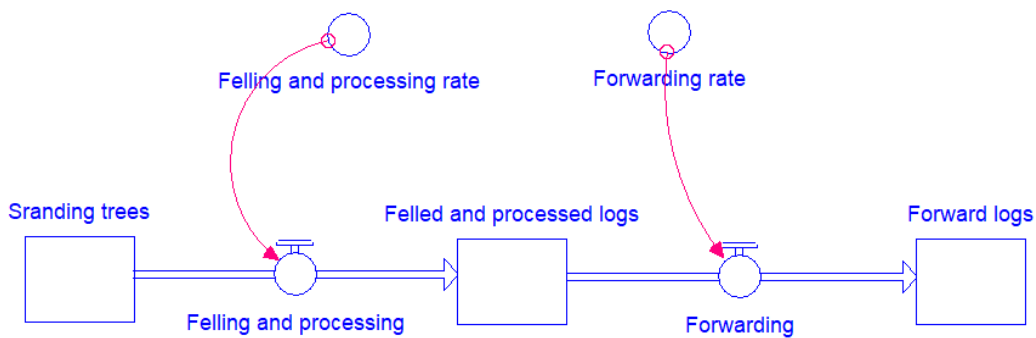 Felling and processing rate
Forwarding rate
Sranding trees
Felled and processed logs
Forward logs
Felling and processing
Forwarding